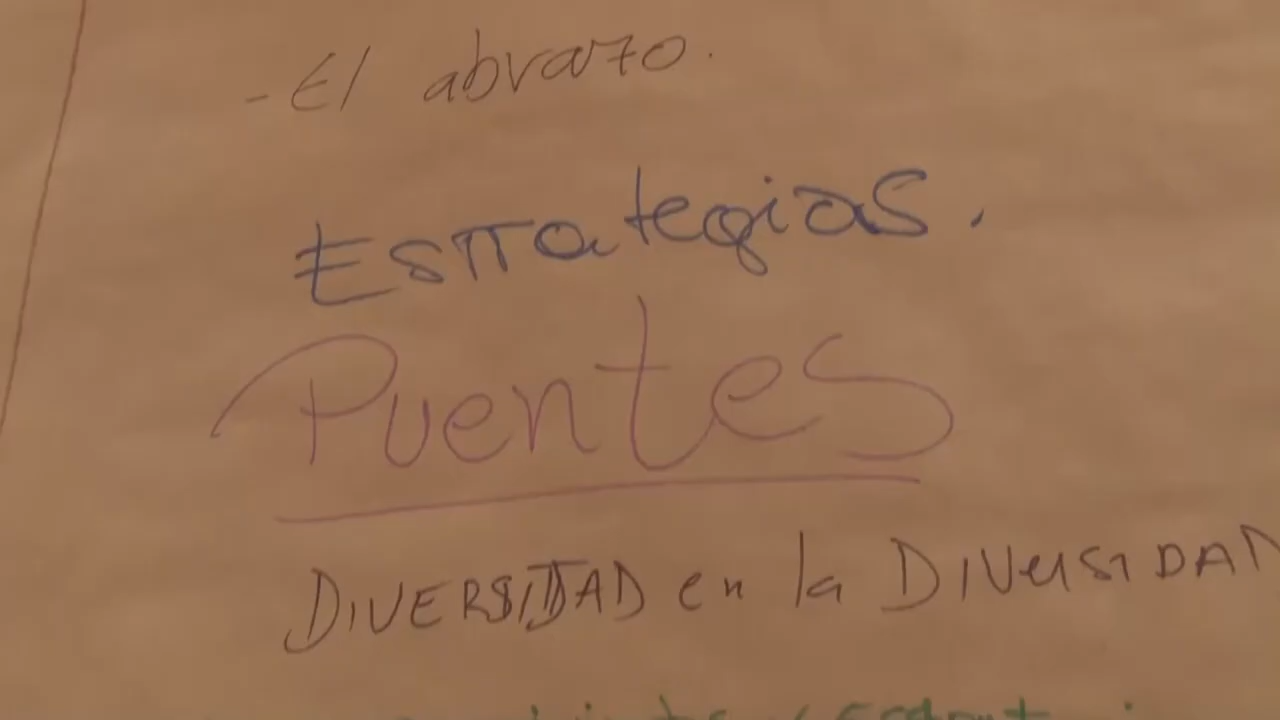 - El abrazo.
Estrategias.
Puentes
DIVERSIDAD en la DIVERSIDAD